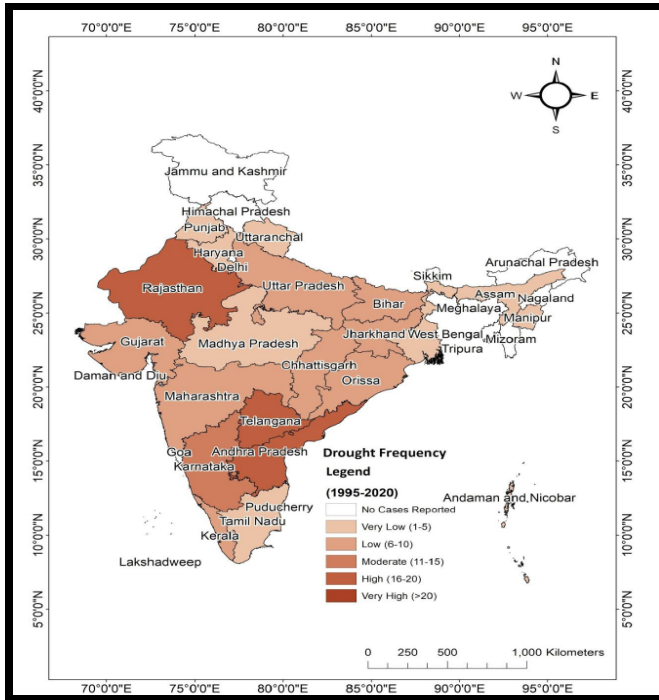 70°0'0"E 75°0'0"E 80°0'0"E 85°0'0"E 90°0'0"E 95°0'0"E
N
W E
S
40°0'0"N 40°0'0"N
35°0'0"N 35°0'0"N
30°0'0"N 30°0'0"N
25°0'0"N 25°0'0"N
20°0'0"N 20°0'0"N
15°0'0"N 15°0'0"N
10°0'0"N 10°0'0"N
5°0'0"N 5°0'0"N
Jammu and Kashmir
Himachal Pradesh
Punjab
Uttaranchal
Haryana
Delhi
Arunachal Pradesh
Sikkim
Rajasthan
Uttar Pradesh
Assam
Nagaland
Bihar
Meghalaya
Manipur
Gujarat
Madhya Pradesh
Jharkhand
West Bengal
Tripura
Mizoram
Daman and Diu
Chhattisgarh
Orissa
Maharashtra
Telangana
Goa
Andhra Pradesh
Karnataka
Puducherry
Tamil Nadu
Kerala
Lakshadweep
Andaman and Nicobar
Drought Frequency
Legend
(1995-2020)
No Cases Reported
Very Low (1-5)
Low (6-10)
Moderate (11-15)
High (16-20)
Very High (>20)
0 250 500 1,000 Kilometers
70°0'0"E 75°0'0"E 80°0'0"E 85°0'0"E 90°0'0"E 95°0'0"E